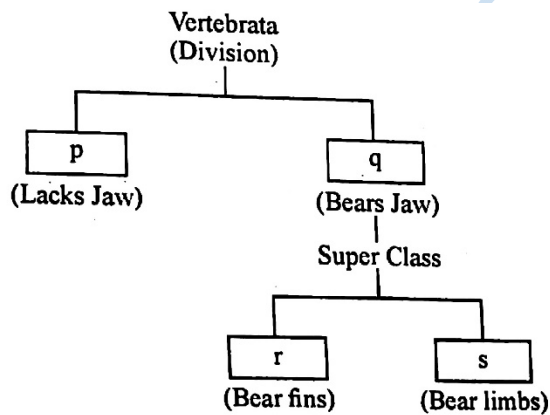 Vertebrata
(Division)
p
q
(Lacks Jaw)
(Bears Jaw)
Super Class
r
s
(Bear fins)
(Bear limbs)